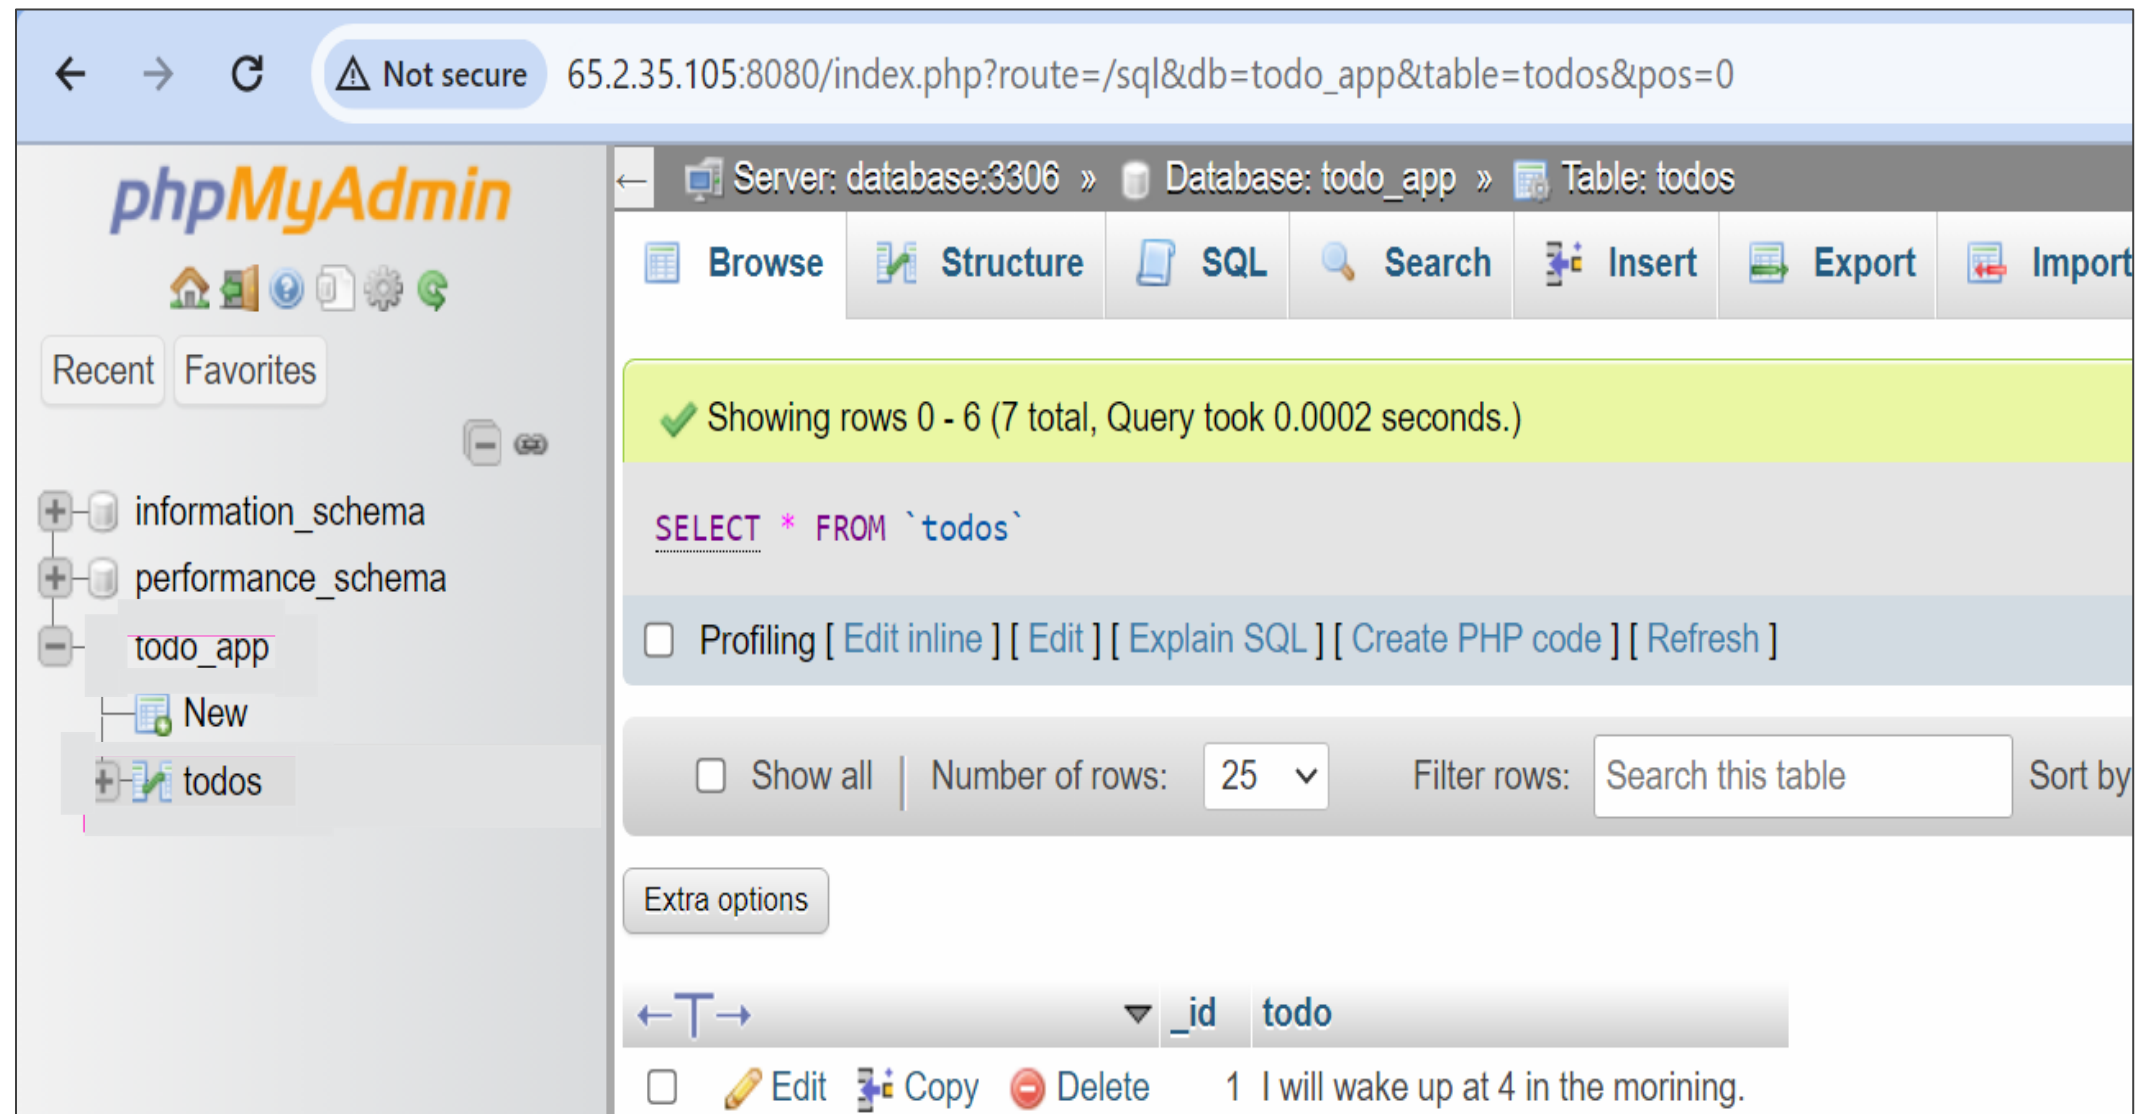 Not secure 65.2.35.105:8080/index.php?route=/sql&db=todo_app&table=todos&pos=0
phpMyAdmin
Recent Favorites
information_schema
performance_schema
todo_app
New
todos
Server: database:3306 » Database: todo_app » Table: todos
Browse Structure SQL Search Insert Export Import
Showing rows 0 - 6 (7 total, Query took 0.0002 seconds.)
SELECT * FROM `todos`
Profiling [ Edit inline ] [ Edit ] [ Explain SQL ] [ Create PHP code ] [ Refresh ]
Show all | Number of rows: 25 Filter rows: Search this table Sort by
Extra options
←T→ _id todo
Edit Copy Delete 1 I will wake up at 4 in the morining.